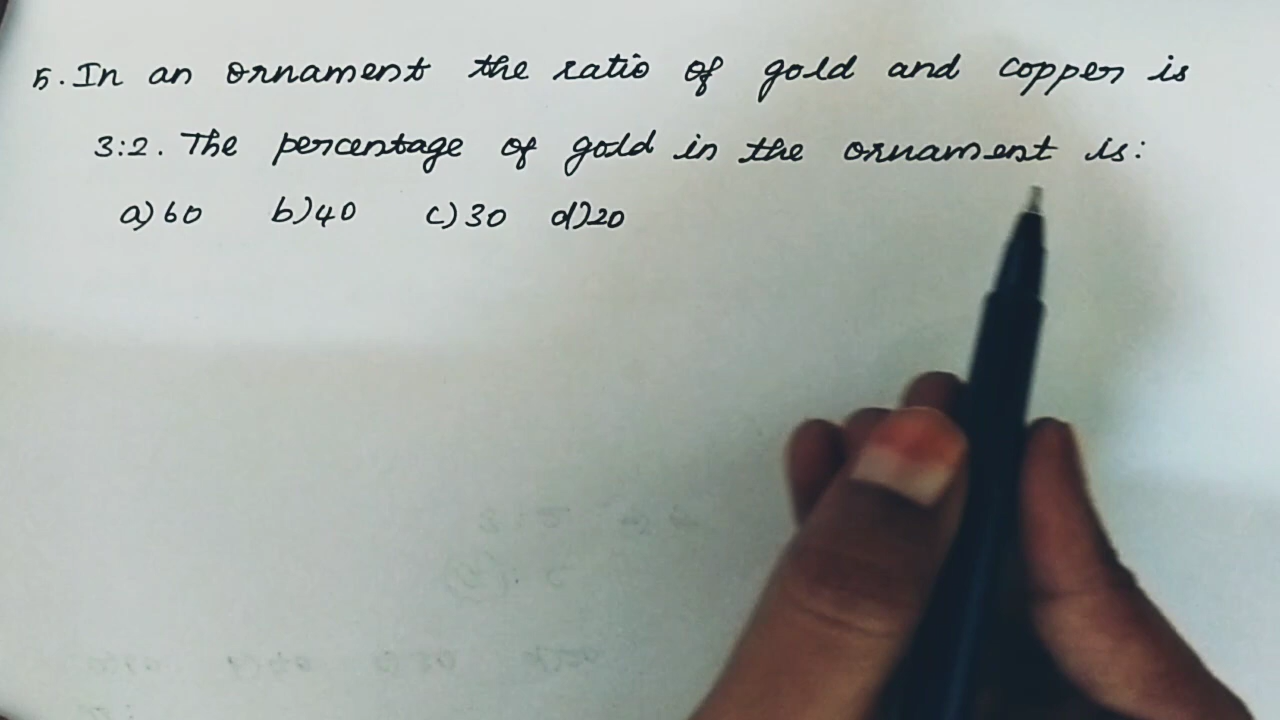 5. In an ornament the ratio of gold and copper is
3:2. The percentage of gold in the ornament is:
a) 60 b) 40 c) 30 d) 20